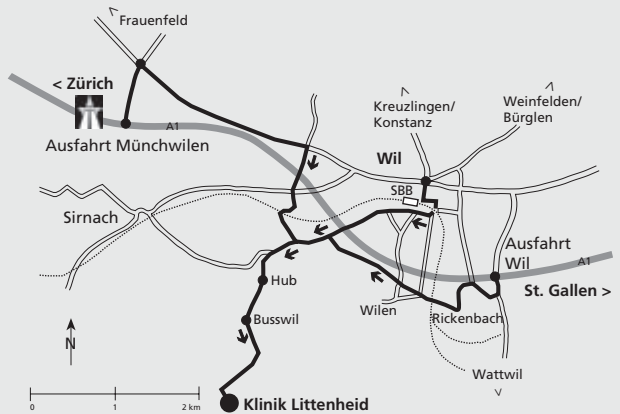 Frauenfeld
< Zürich
A1
Ausfahrt Münchwilen
Kreuzlingen/
Konstanz
Weinfelden/
Bürglen
Wil
SBB
Sirnach
Ausfahrt
Wil
A1
St. Gallen >
Hub
Wilen
Rickenbach
Busswil
Wattwil
N
0
1
2 km
Klinik Littenheid